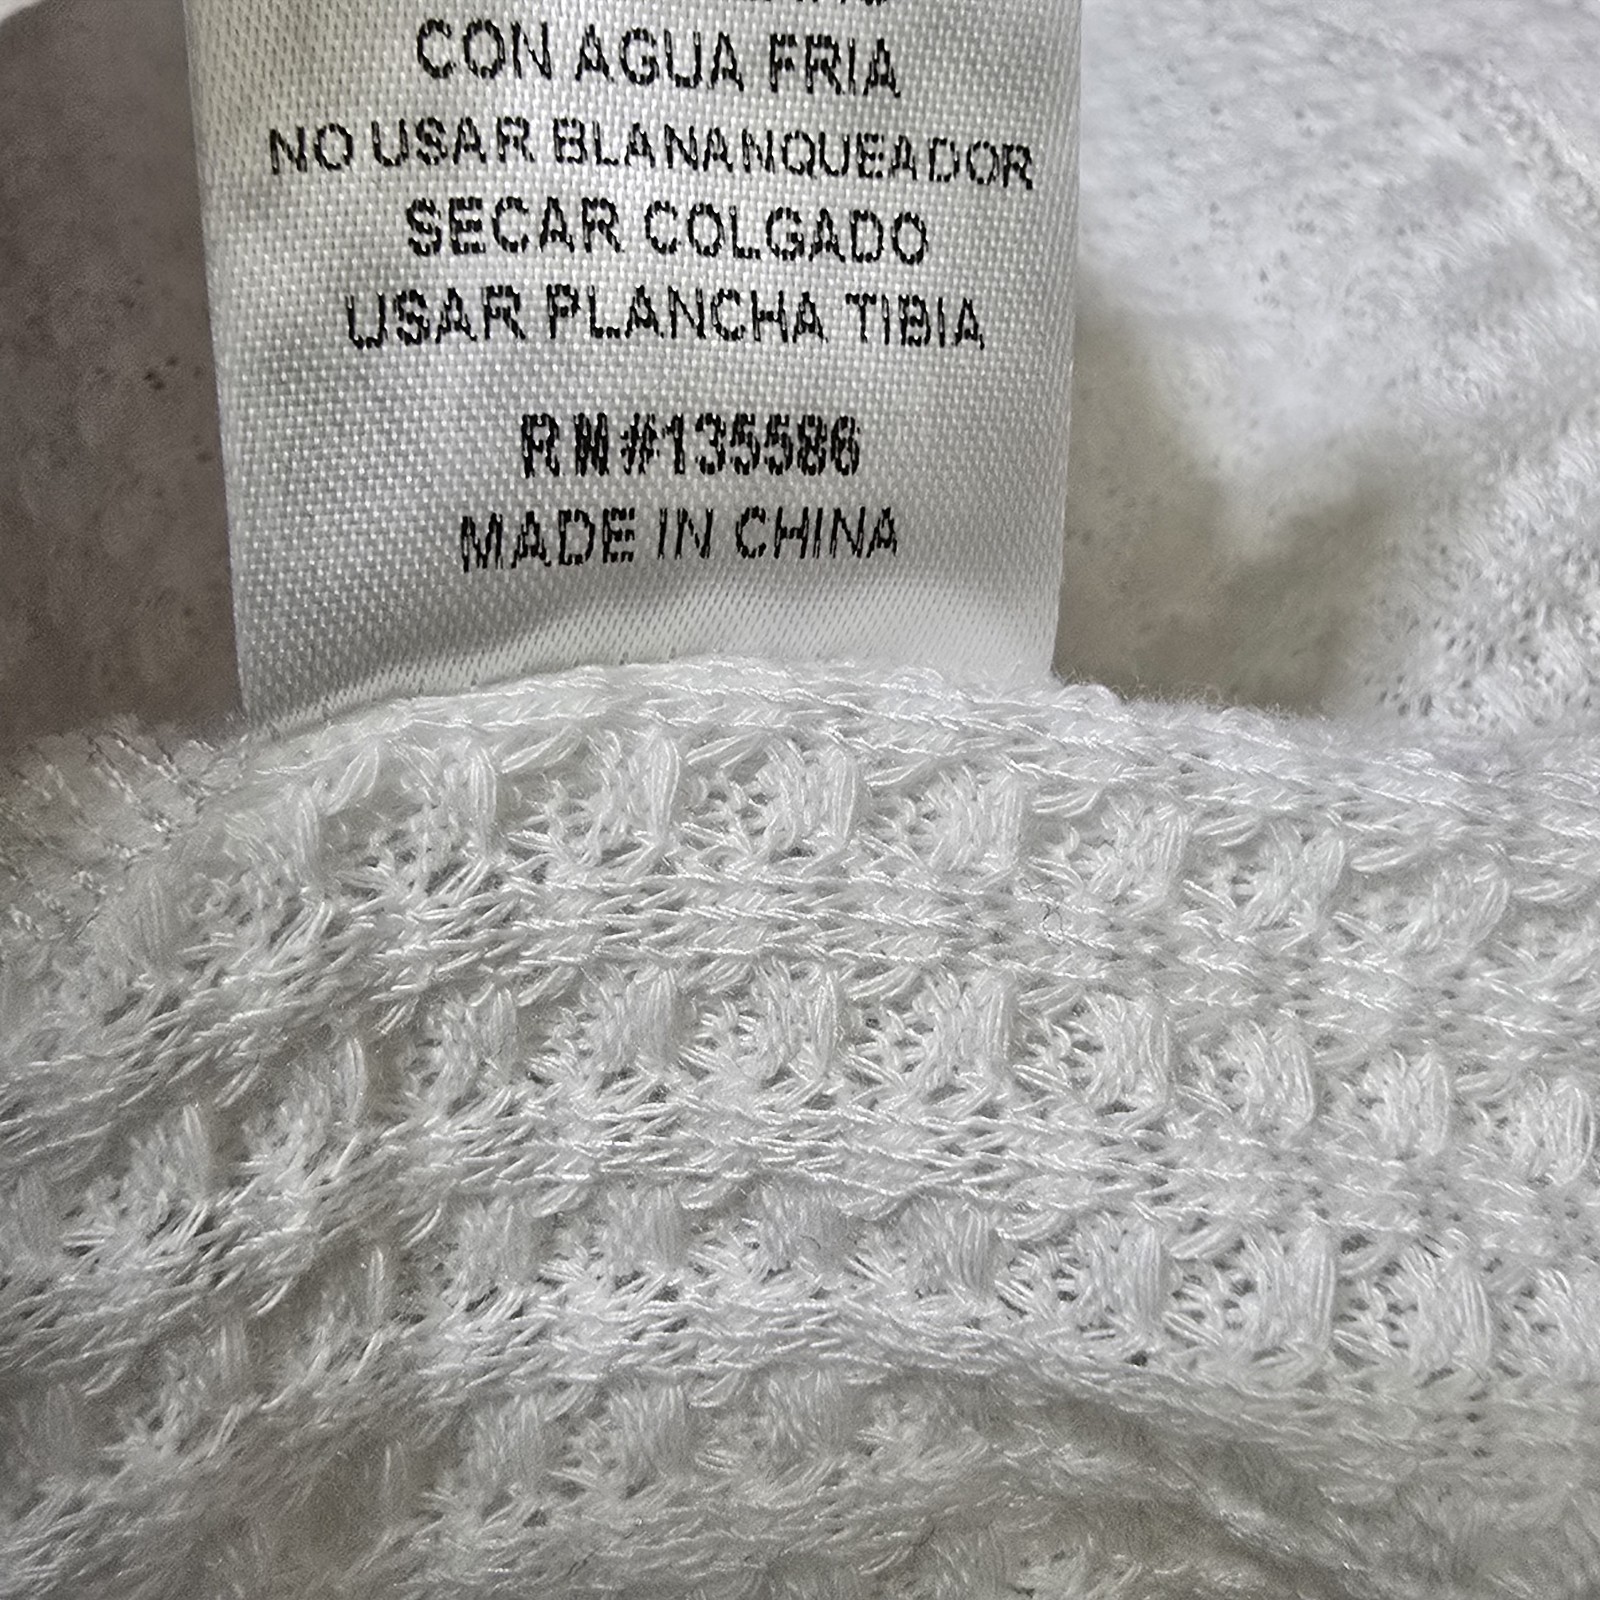 CON AGUA FRIA
NO USAR BLANANQUEADOR
SECAR COLGADO
USAR PLANCHA TIBIA
RN#135586
MADE IN CHINA